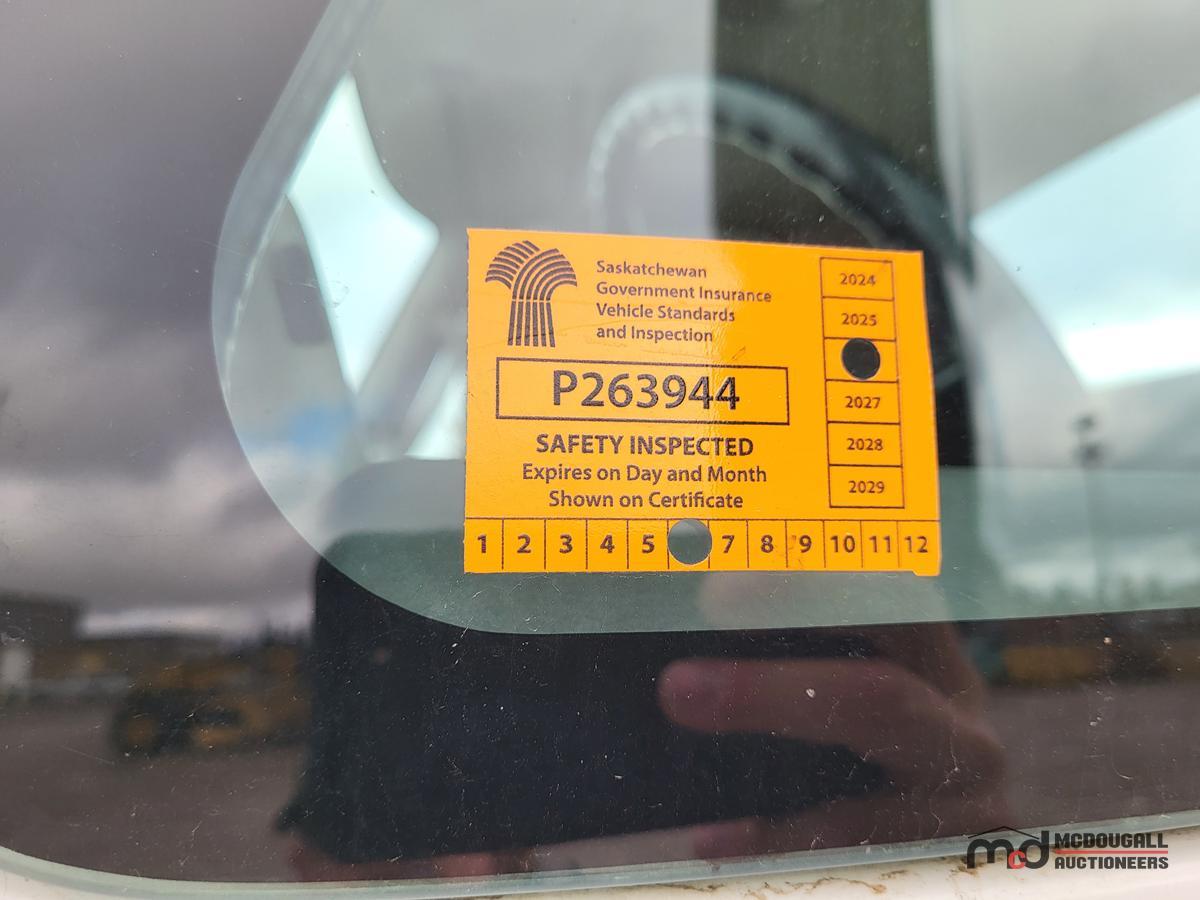 Saskatchewan
Government Insurance
Vehicle Standards
and Inspection
P263944
SAFETY INSPECTED
Expires on Day and Month
Shown on Certificate
2024
2025
2027
2028
2029
1 2 3 4 5 7 8 9 10 11 12
mcd MCDOUGALL
AUCTIONEERS